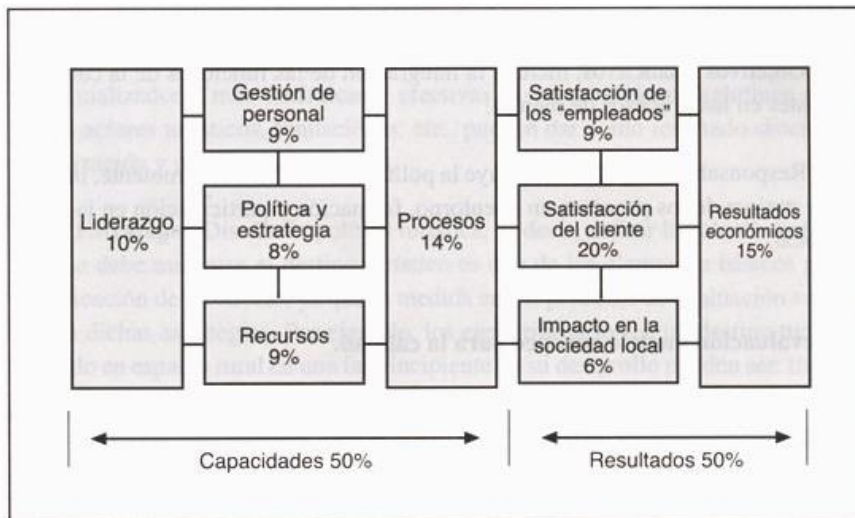 Gestión de
personal
9%
Satisfacción de
los "empleados"
9%
Liderazgo
10%
Política y
estrategia
8%
Procesos
14%
Satisfacción
del cliente
20%
Resultados
económicos
15%
Recursos
9%
Impacto en la
sociedad local
6%
Capacidades 50%
Resultados 50%